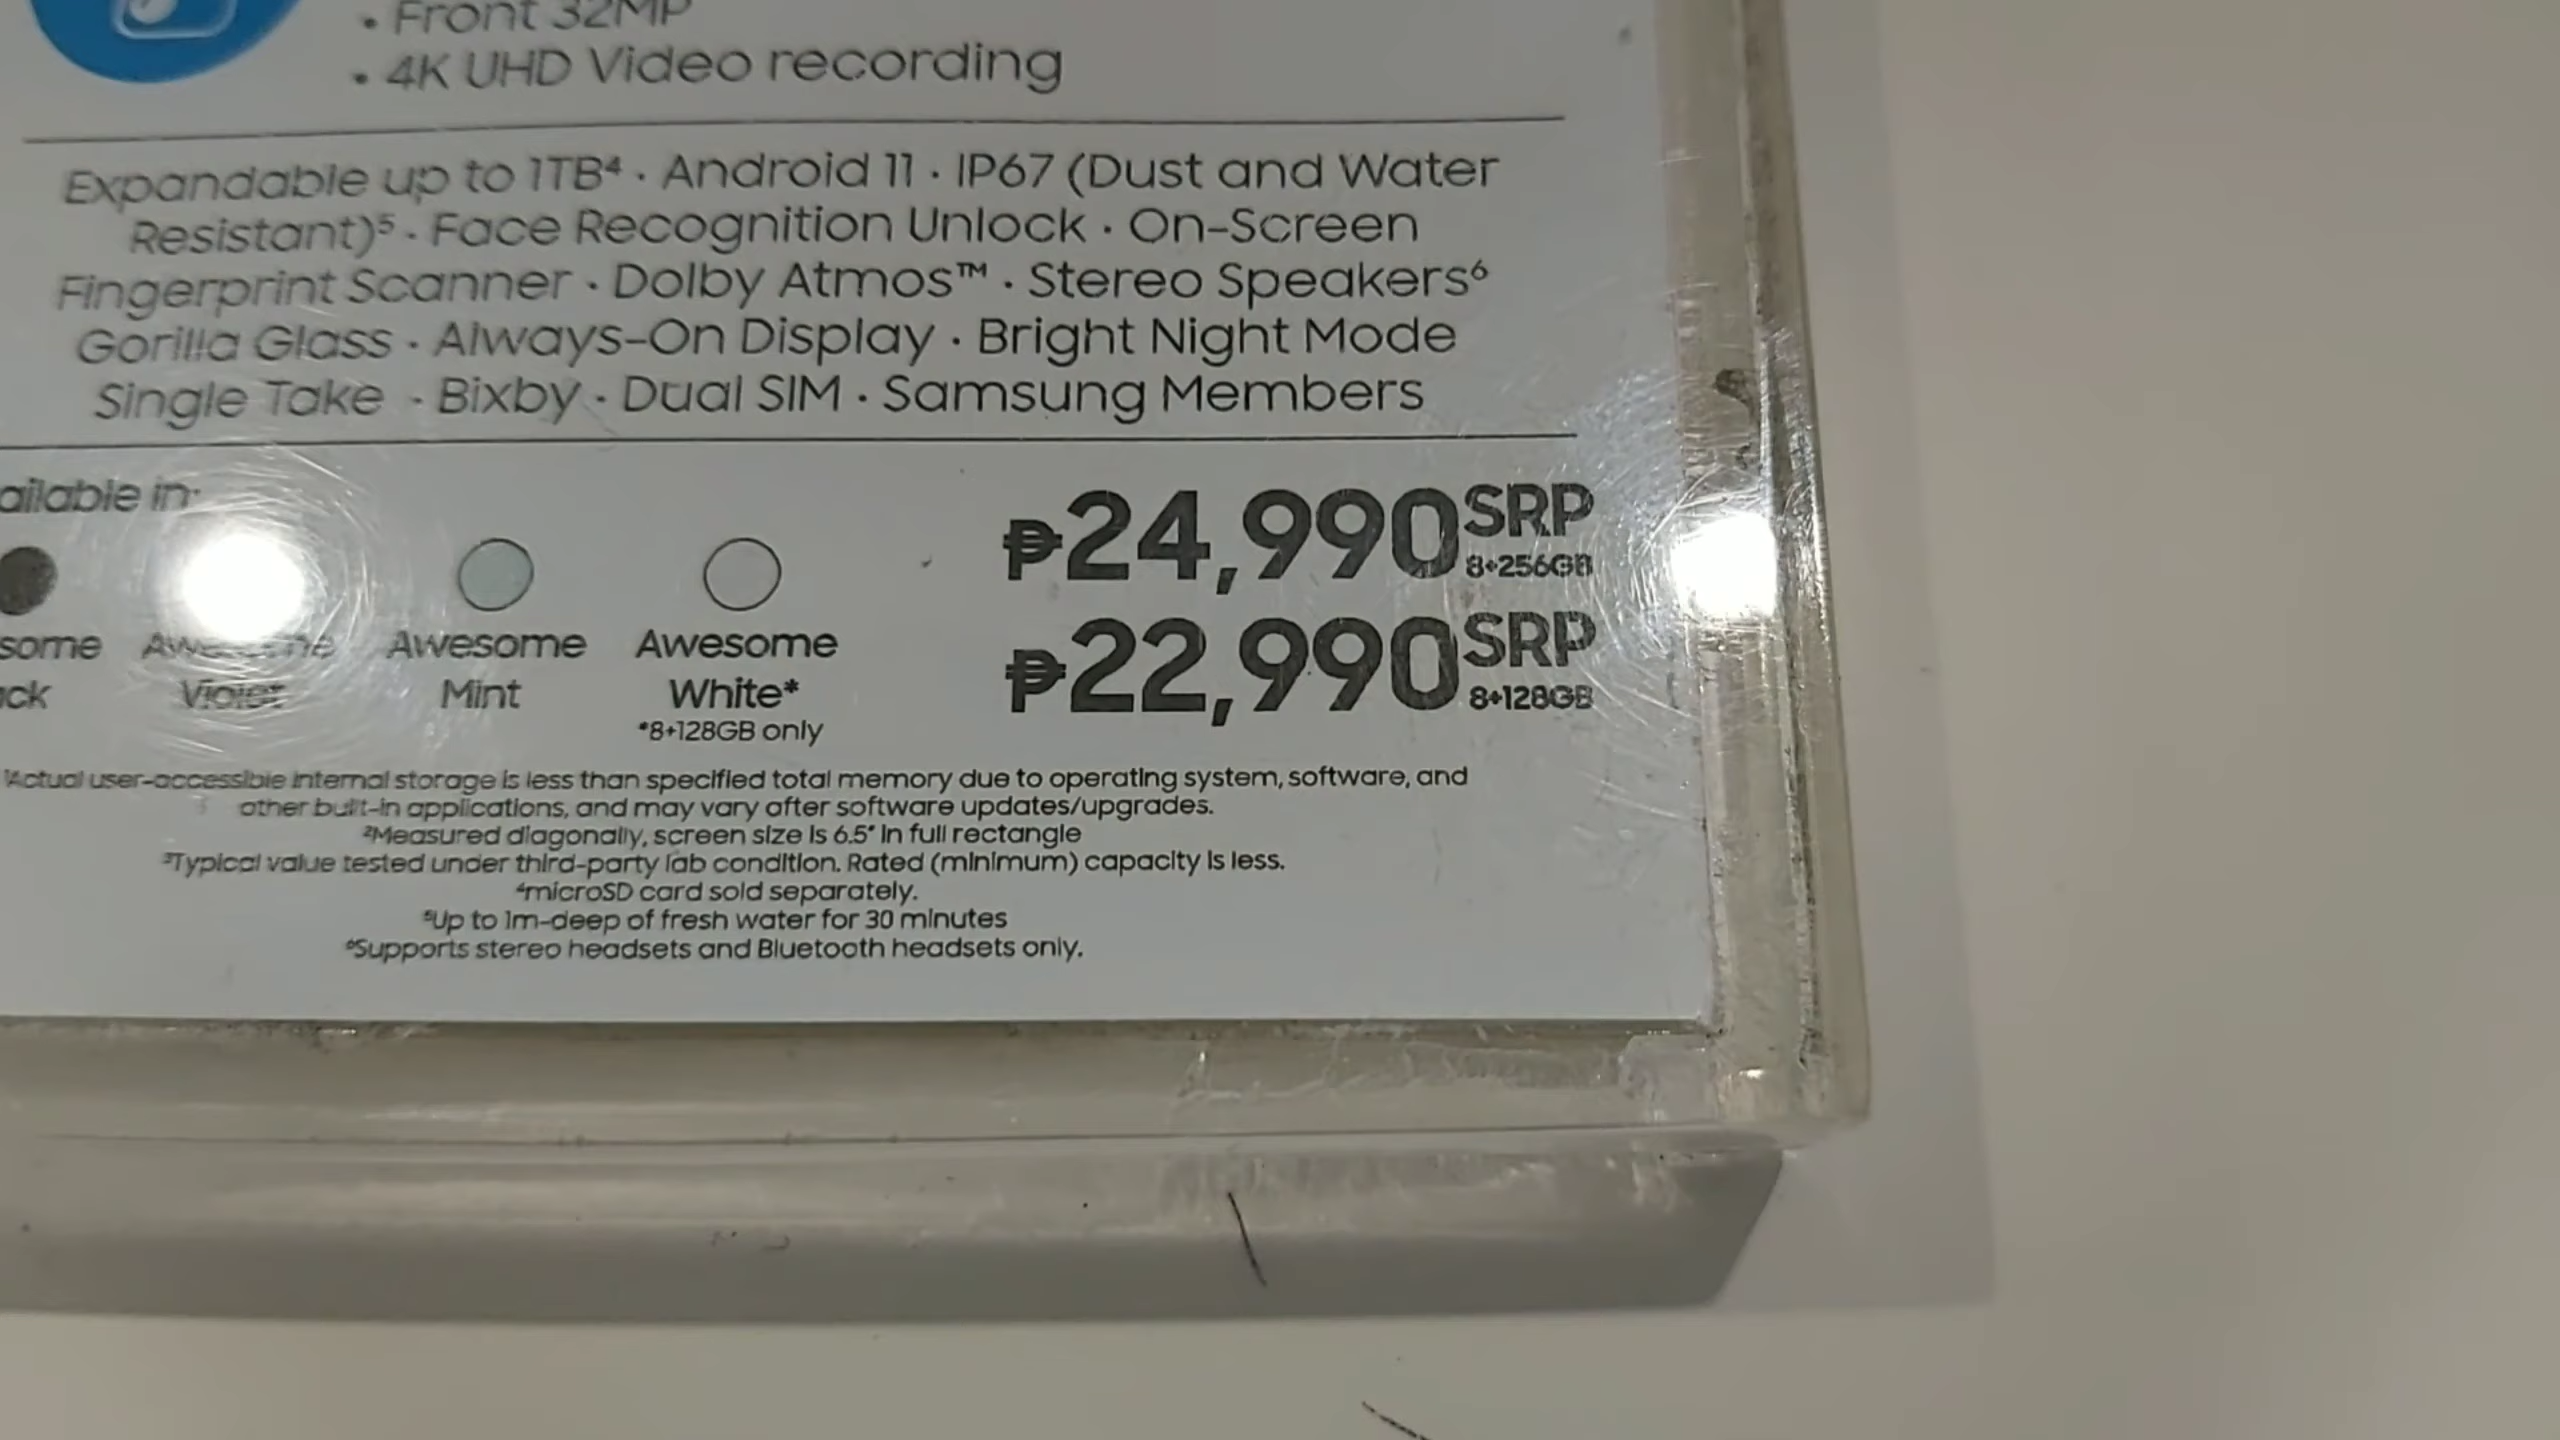 • Front 32MP
• 4K UHD Video recording
Expandable up to 1TB⁴ · Android 11 · IP67 (Dust and Water
Resistant)⁵ · Face Recognition Unlock · On-Screen
Fingerprint Scanner · Dolby Atmos™ · Stereo Speakers⁶
Gorilla Glass · Always-On Display · Bright Night Mode
Single Take · Bixby · Dual SIM · Samsung Members
ailable in:
₱24,990 SRP
8+256GB
₱22,990 SRP
8+128GB
some
ck
Awesome
Violet
Awesome
Mint
Awesome
White*
*8+128GB only
¹Actual user-accessible internal storage is less than specified total memory due to operating system, software, and
other built-in applications, and may vary after software updates/upgrades.
²Measured diagonally, screen size is 6.5" in full rectangle
³Typical value tested under third-party lab condition. Rated (minimum) capacity is less.
⁴microSD card sold separately.
⁵Up to 1m-deep of fresh water for 30 minutes
⁶Supports stereo headsets and Bluetooth headsets only.